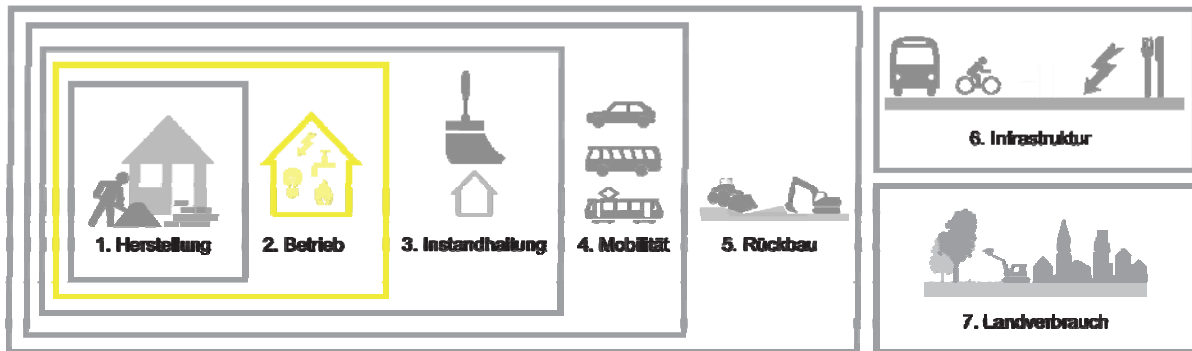 1. Herstellung
2. Betrieb
3. Instandhaltung
4. Mobilität
5. Rückbau
6. Infrastruktur
7. Landverbrauch